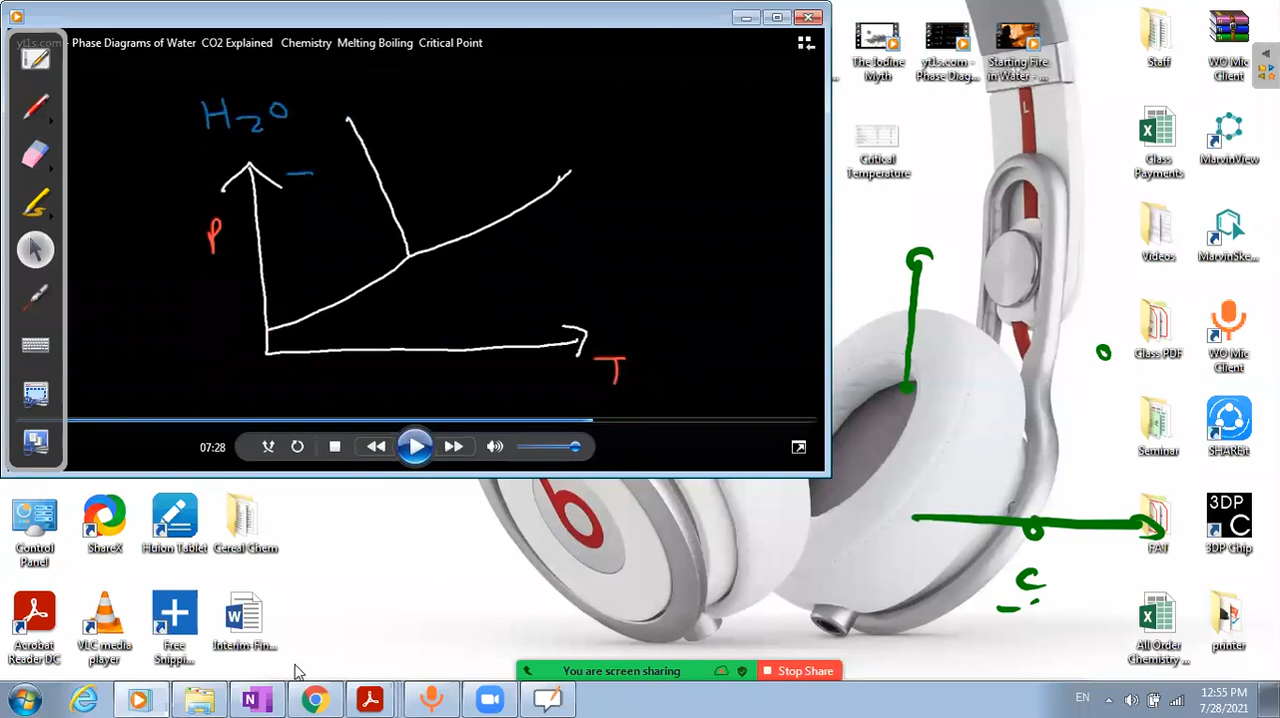 yt1s.com - Phase Diagrams of Water CO2 Explained - Chemistry - Melting Boiling Critical Point
H2O
P
T
07:28
The Iodine Myth
yt1s.com - Phase Diag...
Starting Fire in Water - ...
Staff
WO Mic Client
Critical Temperature
Class Payments
MarvinView
Videos
MarvinSke...
L
Class PDF
WO Mic Client
Seminar
SHAREit
Control Panel
ShareX
Huion Tablet
Cereal Chem
FAT
3DP
C
3DP Chip
°C
Acrobat Reader DC
VLC media player
Free Snippi...
Interim-Fin...
All Order Chemistry ...
printer
You are screen sharing
Stop Share
EN
12:55 PM
7/28/2021